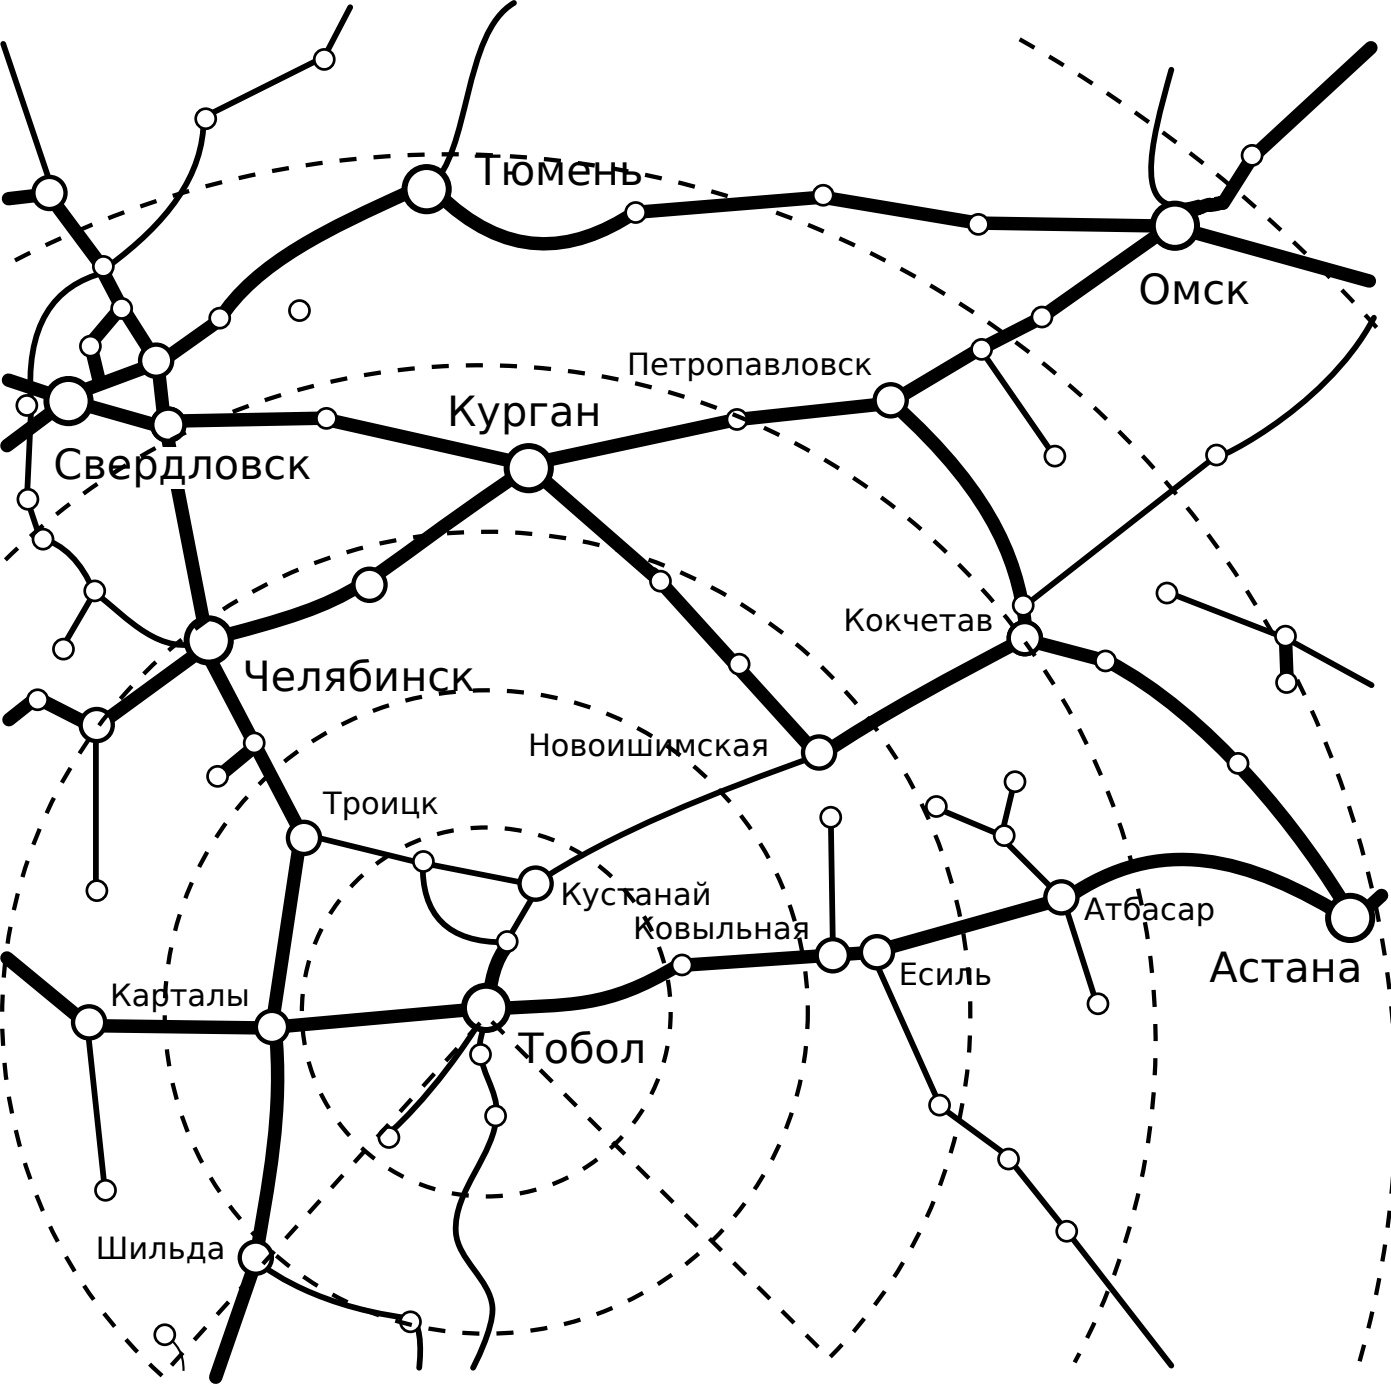 Тюмень
Омск
Петропавловск
Курган
Свердловск
Кокчетав
Челябинск
Новоишимская
Троицк
Кустанай
Ковыльная
Атбасар
Есиль
Астана
Карталы
Тобол
Шильда